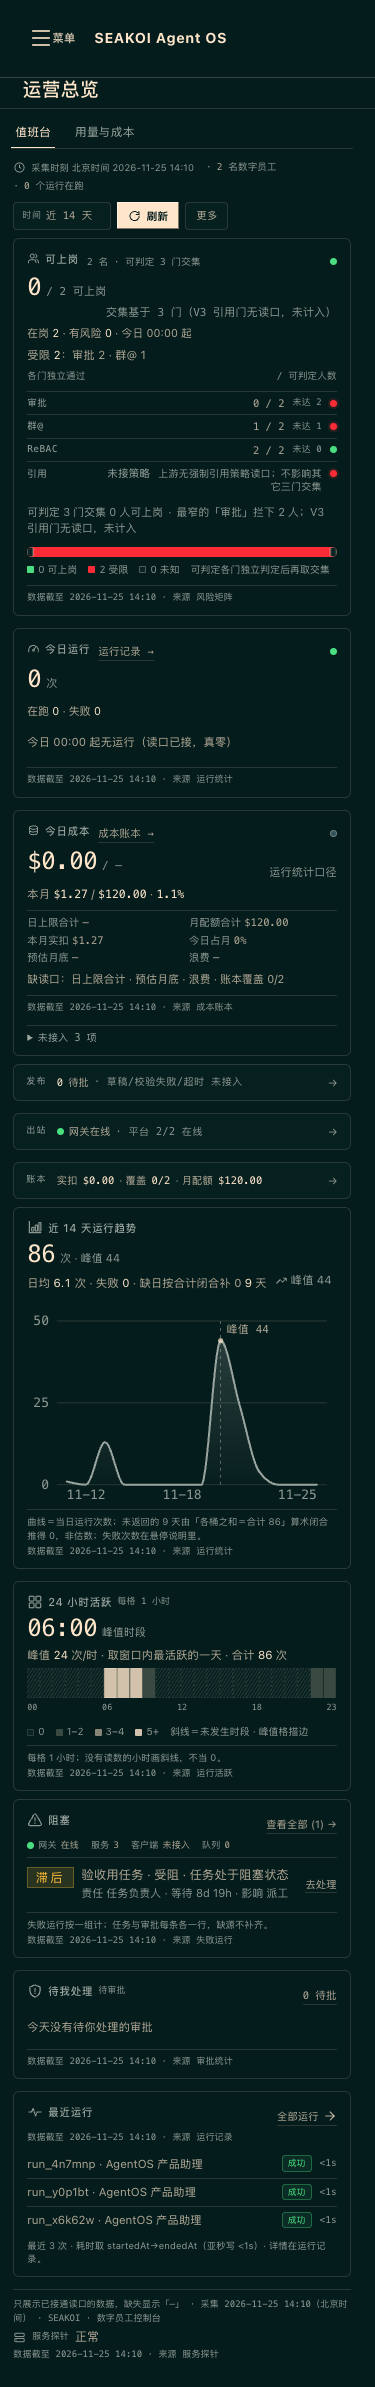 菜单 SEAKOI Agent OS
运营总览
值班台 用量与成本
采集时刻 北京时间 2026-11-25 14:10 · 2 名数字员工
· 0 个运行在跑
时间 近 14 天 刷新 更多
可上岗 2 名 · 可判定 3 门交集
0 / 2 可上岗
交集基于 3 门（V3 引用门无读口，未计入）
在岗 2 · 有风险 0 · 今日 00:00 起
受限 2：审批 2 · 群@ 1
各门独立通过 / 可判定人数
审批 0 / 2 未达 2
群@ 1 / 2 未达 1
ReBAC 2 / 2 未达 0
引用 未接策略 上游无强制引用策略读口；不影响其
它三门交集
可判定 3 门交集 0 人可上岗 · 最窄的「审批」拦下 2 人；V3
引用门无读口，未计入
0 可上岗 2 受限 0 未知 可判定各门独立判定后再取交集
数据截至 2026-11-25 14:10 · 来源 风险矩阵
今日运行 运行记录 →
0 次
在跑 0 · 失败 0
今日 00:00 起无运行（读口已接，真零）
数据截至 2026-11-25 14:10 · 来源 运行统计
今日成本 成本账本 →
$0.00 / — 运行统计口径
本月 $1.27 / $120.00 · 1.1%
日上限合计 — 月配额合计 $120.00
本月实扣 $1.27 今日占月 0%
预估月底 — 浪费 —
缺读口：日上限合计 · 预估月底 · 浪费 · 账本覆盖 0/2
数据截至 2026-11-25 14:10 · 来源 成本账本
▶ 未接入 3 项
发布 0 待批 · 草稿/校验失败/超时 未接入 →
出站 网关在线 · 平台 2/2 在线 →
账本 实扣 $0.00 · 覆盖 0/2 · 月配额 $120.00 →
近 14 天运行趋势
86 次 · 峰值 44
日均 6.1 次 · 失败 0 · 缺日按合计闭合补 0 9 天 峰值 44
峰值 44
50
25
0
11-12 11-18 11-25
曲线＝当日运行次数；未返回的 9 天由「各桶之和＝合计 86」算术闭合
推得 0，非估数；失败次数在悬停说明里。
数据截至 2026-11-25 14:10 · 来源 运行统计
24 小时活跃 每格 1 小时
06:00 峰值时段
峰值 24 次/时 · 取窗口内最活跃的一天 · 合计 86 次
00 06 12 18 23
0 1-2 3-4 5+ 斜线＝未发生时段 · 峰值格描边
每格 1 小时；没有读数的小时画斜线，不当 0。
数据截至 2026-11-25 14:10 · 来源 运行活跃
阻塞 查看全部 (1) →
网关 在线 服务 3 客户端 未接入 队列 0
滞后 验收用任务 · 受阻 · 任务处于阻塞状态
责任 任务负责人 · 等待 8d 19h · 影响 派工 去处理
失败运行按一组计；任务与审批每条各一行，缺源不补齐。
数据截至 2026-11-25 14:10 · 来源 失败运行
待我处理 待审批 0 待批
今天没有待你处理的审批
数据截至 2026-11-25 14:10 · 来源 审批统计
最近运行 全部运行 →
数据截至 2026-11-25 14:10 · 来源 运行记录
run_4n7mnp · AgentOS 产品助理 成功 <1s
run_y0p1bt · AgentOS 产品助理 成功 <1s
run_x6k62w · AgentOS 产品助理 成功 <1s
最近 3 次 · 耗时取 startedAt→endedAt（亚秒写 <1s）· 详情在运行记
录。
只展示已接通读口的数据，缺失显示「—」 · 采集 2026-11-25 14:10（北京时
间） · SEAKOI · 数字员工控制台
服务探针 正常
数据截至 2026-11-25 14:10 · 来源 服务探针